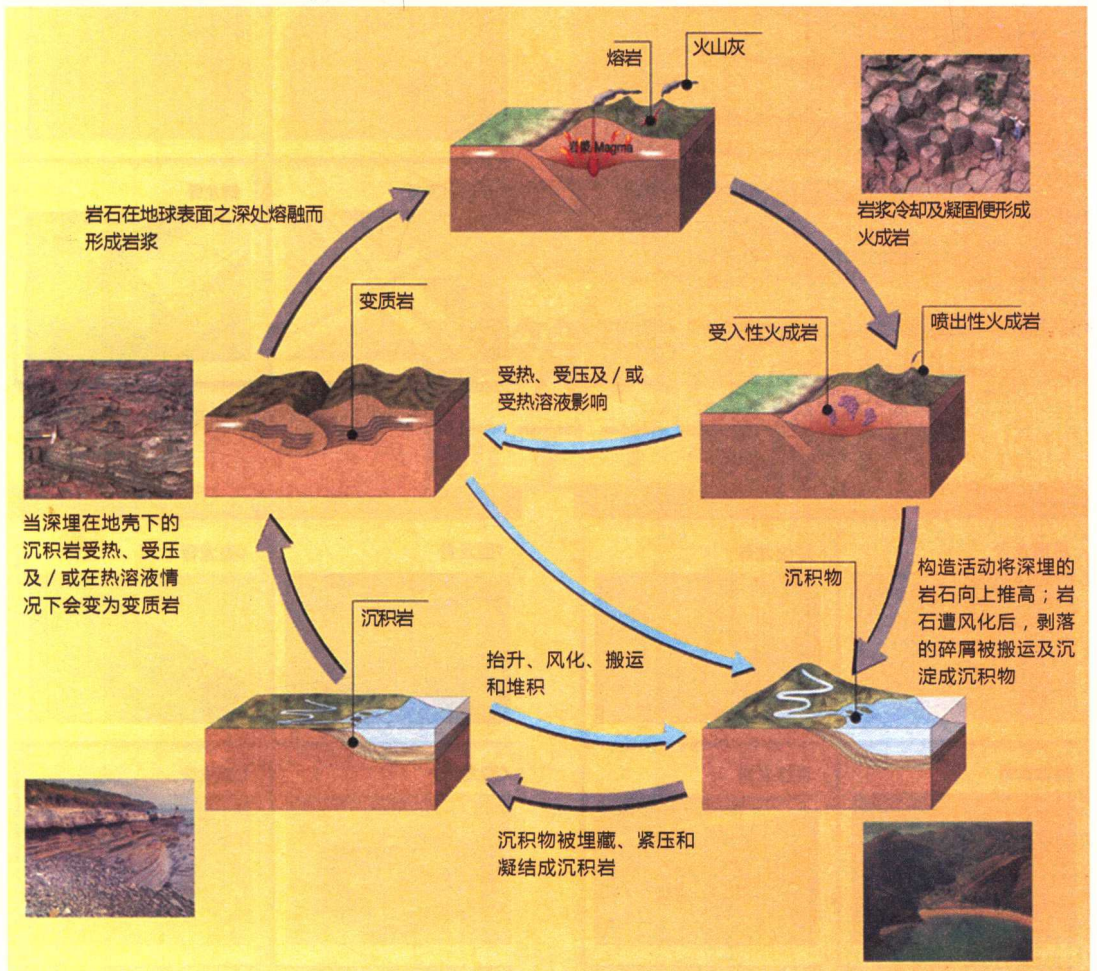 熔岩
火山灰
岩浆 Magma
岩浆冷却及凝固便形成
火成岩
岩石在地球表面之深处熔融而
形成岩浆
变质岩
受入性火成岩
喷出性火成岩
受热、受压及/或
受热溶液影响
当深埋在地壳下的
沉积岩受热、受压
及/或在热溶液情
况下会变为变质岩
沉积物
构造活动将深埋的
岩石向上推高;岩
石遭风化后,剥落
的碎屑被搬运及沉
淀成沉积物
沉积岩
抬升、风化、搬运
和堆积
沉积物被埋藏、紧压和
凝结成沉积岩